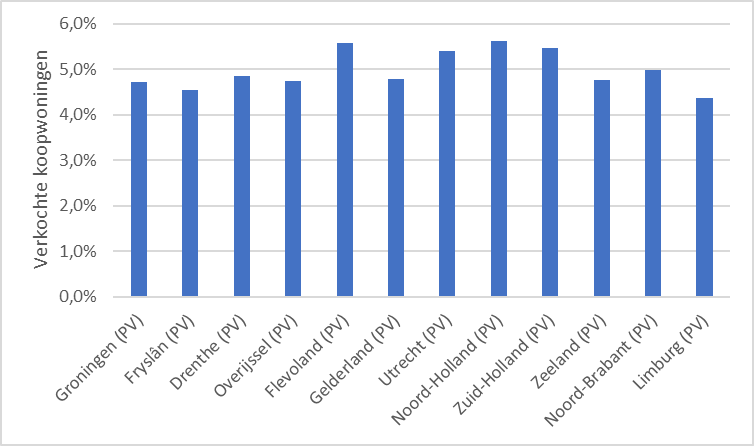 Verkochte koopwoningen
6,0%
5,0%
4,0%
3,0%
2,0%
1,0%
0,0%
Groningen (PV)
Fryslân (PV)
Drenthe (PV)
Overijssel (PV)
Flevoland (PV)
Gelderland (PV)
Utrecht (PV)
Noord-Holland (PV)
Zuid-Holland (PV)
Zeeland (PV)
Noord-Brabant (PV)
Limburg (PV)